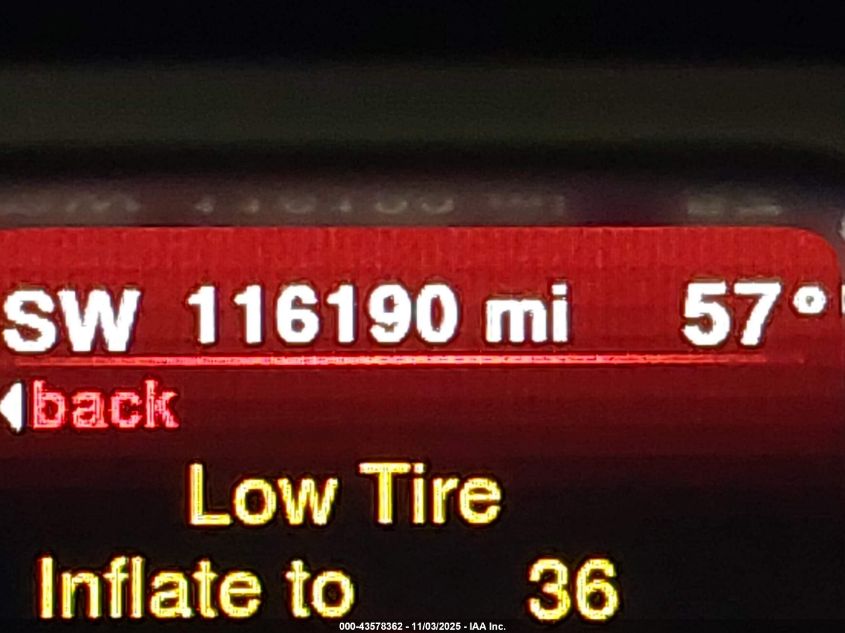 SW 116190 mi 57°
back
Low Tire
Inflate to 36
000-43578362 - 11/03/2025 - IAA Inc.